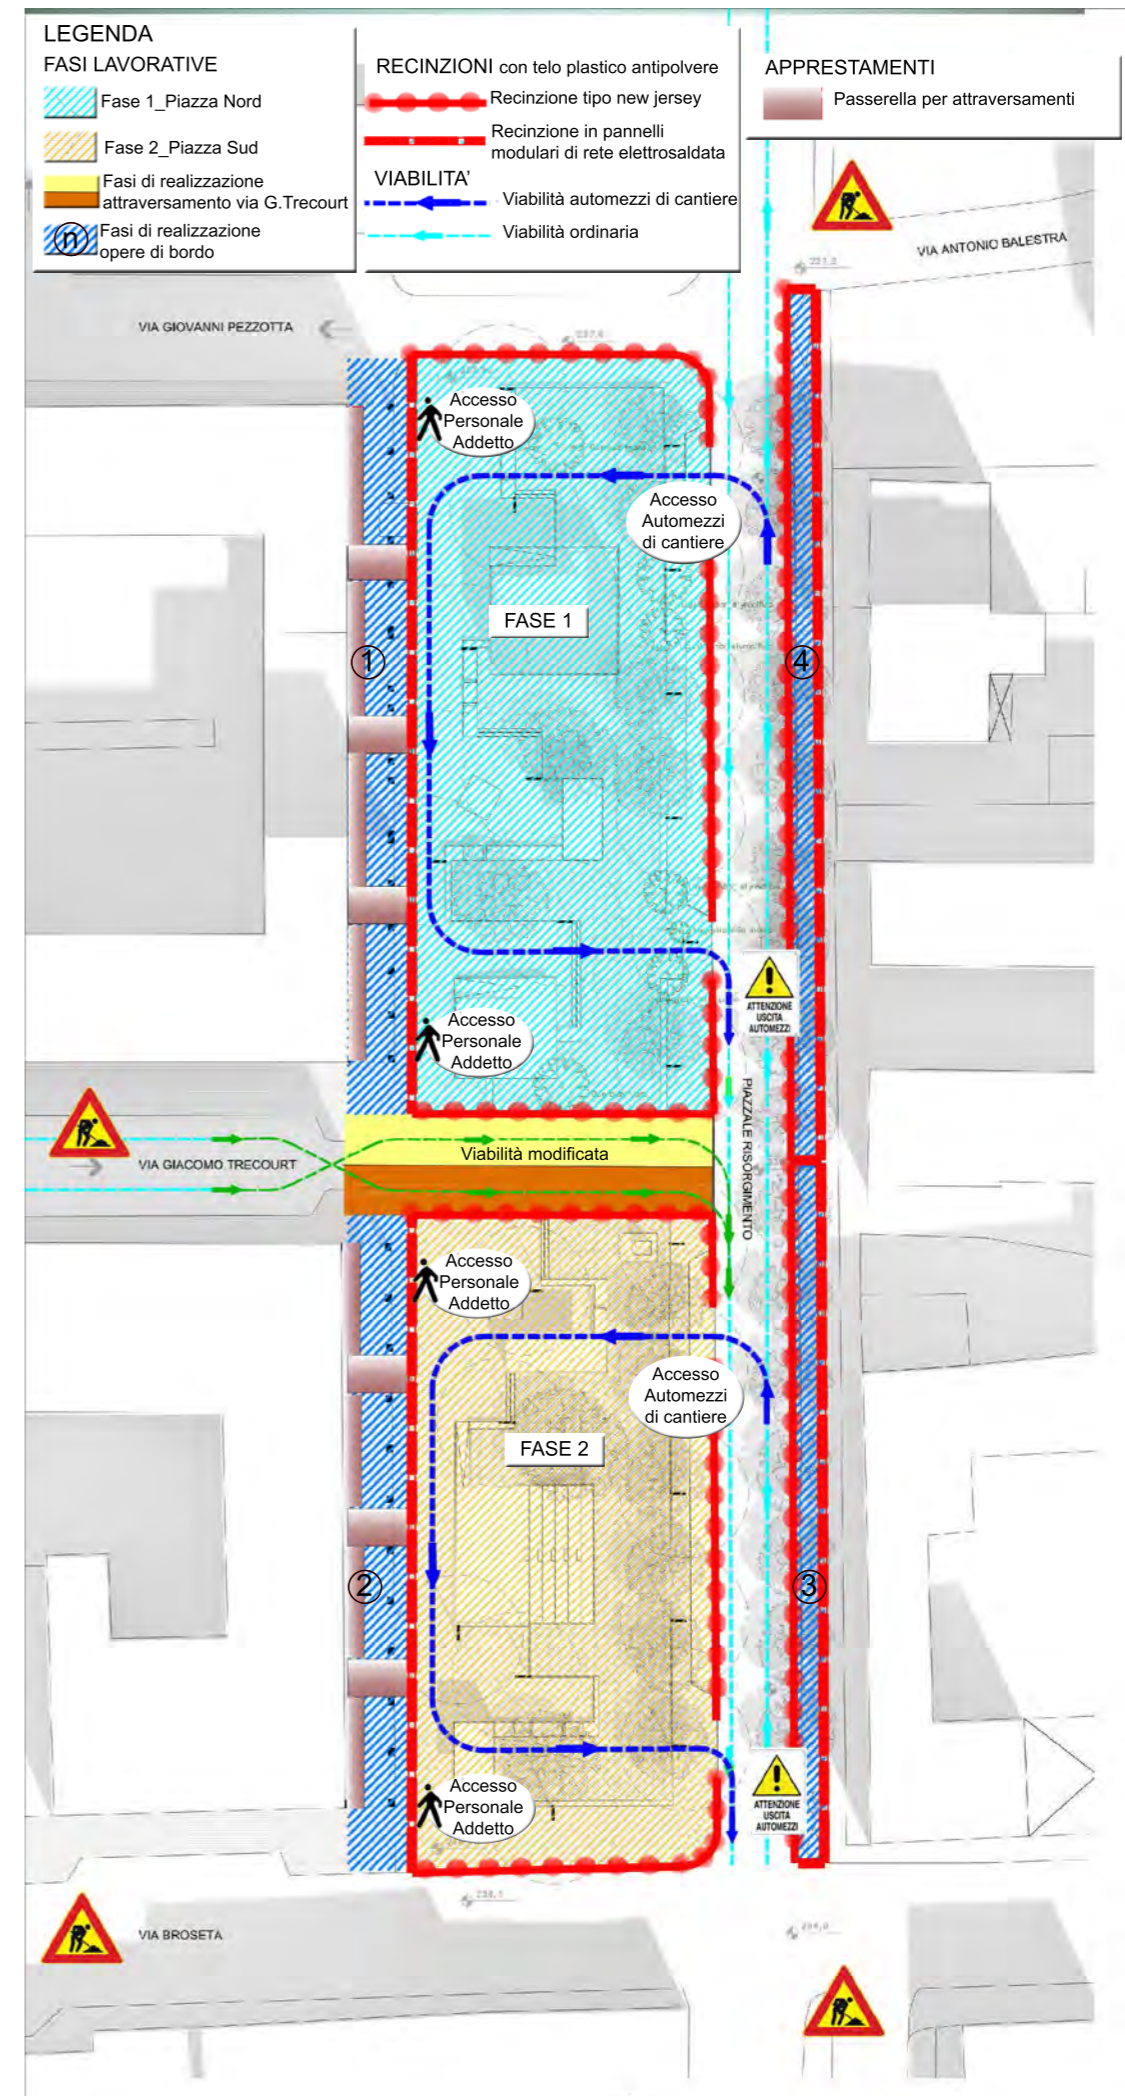 LEGENDA
FASI LAVORATIVE
Fase 1_Piazza Nord
Fase 2_Piazza Sud
Fasi di realizzazione
attraversamento via G.Trecourt
n
Fasi di realizzazione
opere di bordo
RECINZIONI con telo plastico antipolvere
Recinzione tipo new jersey
Recinzione in pannelli
modulari di rete elettrosaldata
VIABILITA'
Viabilità automezzi di cantiere
Viabilità ordinaria
APPRESTAMENTI
Passerella per attraversamenti
VIA ANTONIO BALESTRA
VIA GIOVANNI PEZZOTTA
Accesso
Personale
Addetto
Accesso
Automezzi
di cantiere
FASE 1
1
4
ATTENZIONE
USCITA
AUTOMEZZI
Accesso
Personale
Addetto
PIAZZALE RISORGIMENTO
Viabilità modificata
VIA GIACOMO TRECOURT
Accesso
Personale
Addetto
Accesso
Automezzi
di cantiere
FASE 2
2
3
Accesso
Personale
Addetto
ATTENZIONE
USCITA
AUTOMEZZI
VIA BROSETA